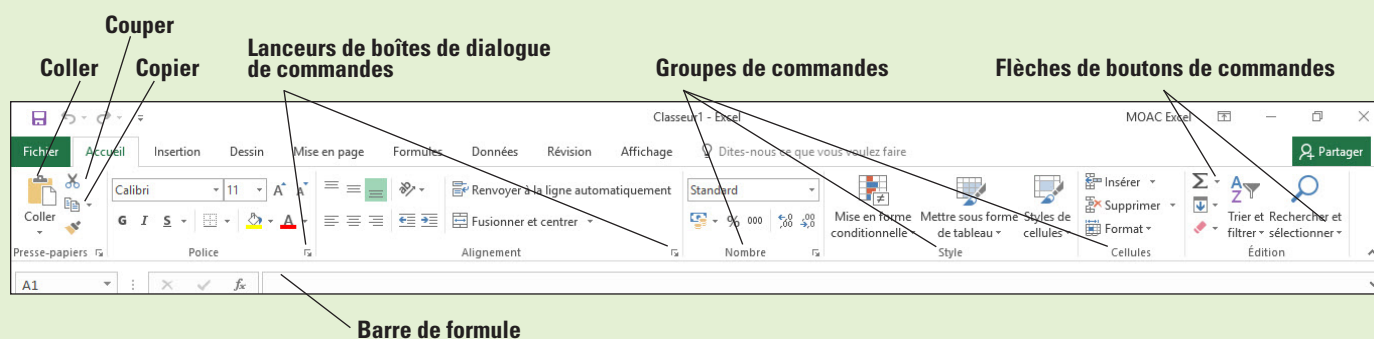 Couper
Coller Copier
Lanceurs de boîtes de dialogue
de commandes
Groupes de commandes
Flèches de boutons de commandes
Classeur1 - Excel
MOAC Excel
Fichier Accueil Insertion Dessin Mise en page Formules Données Révision Affichage Dites-nous ce que vous voulez faire Partager
Coller
Calibri 11 A A
Renvoyer à la ligne automatiquement
Standard
G I S A
Fusionner et centrer
% 000 ,00 ,00
Mise en forme
conditionnelle
Mettre sous forme
de tableau
Styles de
cellules
Insérer
Supprimer
Format
Σ
A
Z
Trier et
filtrer
Rechercher et
sélectionner
Presse-papiers Police Alignement Nombre Style Cellules Édition
A1 fx
Barre de formule